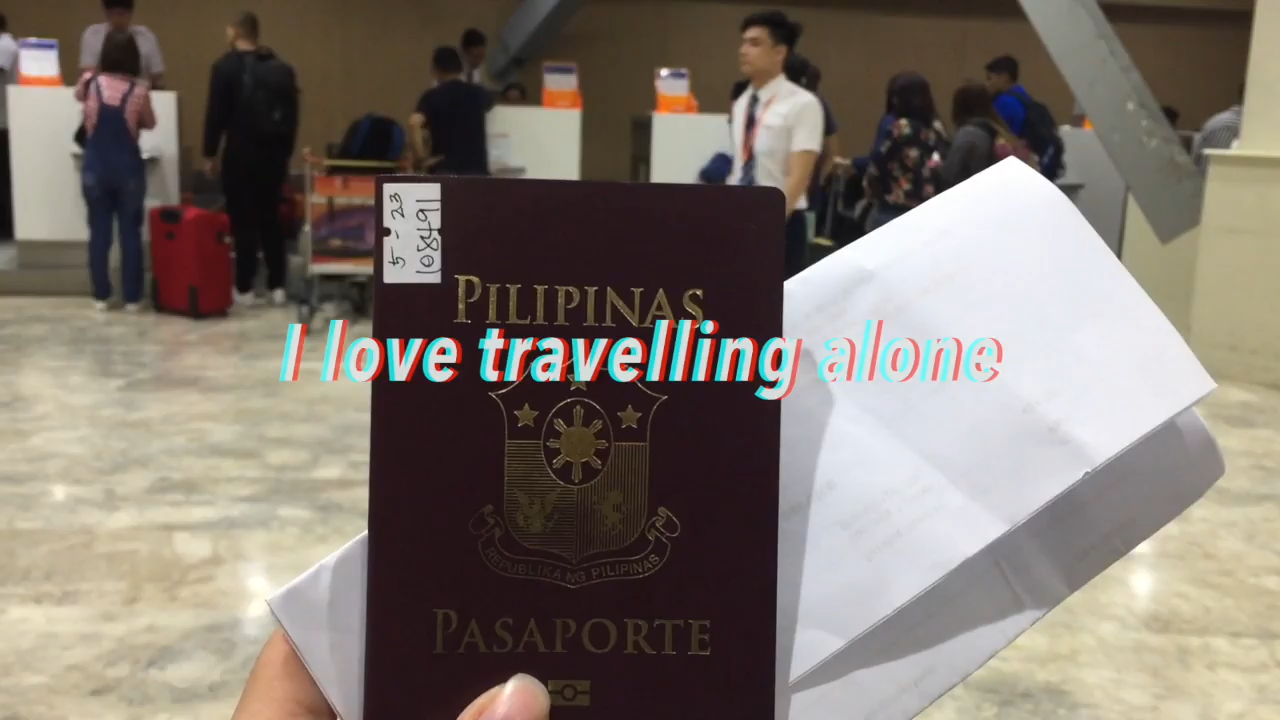 5-23
108491
PILIPINAS
I love travelling alone
REPUBLIKA NG PILIPINAS
PASAPORTE